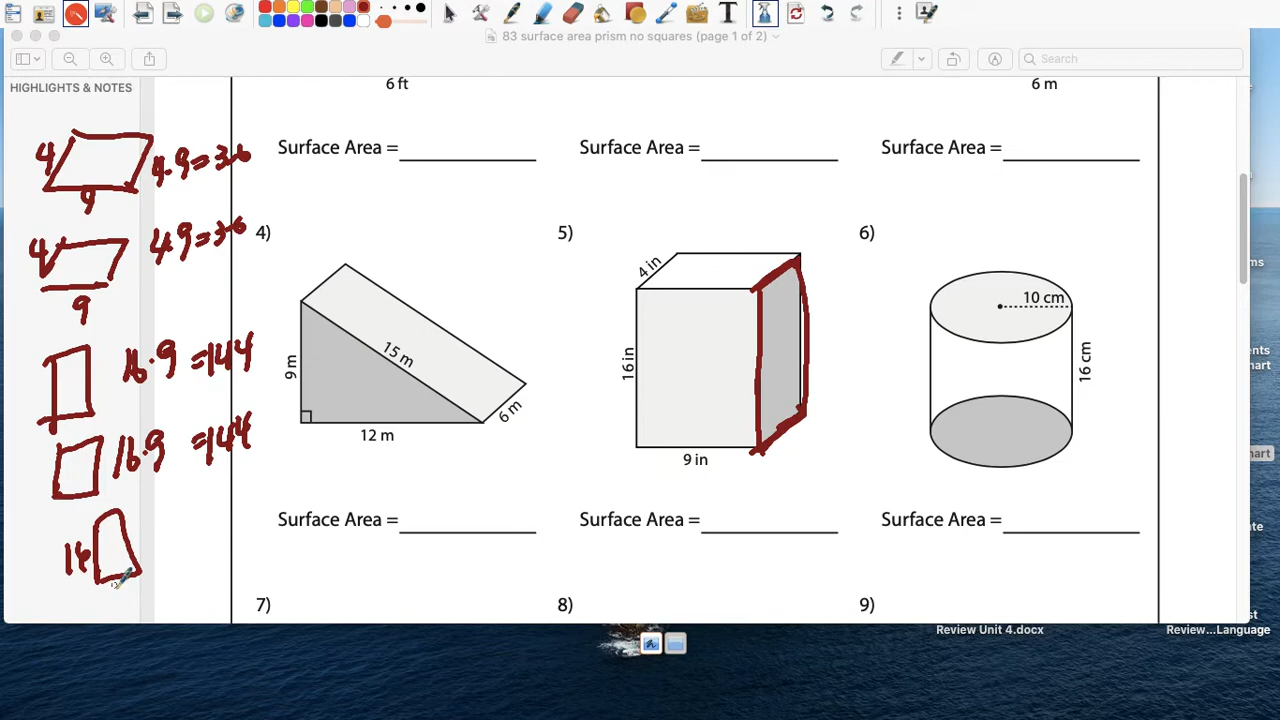 83 surface area prism no squares (page 1 of 2)
Search
HIGHLIGHTS & NOTES
6 ft
6 m
Surface Area =
Surface Area =
Surface Area =
4 4·9=36
9
4 4·9=36
9
16·9 =144
16·9 =144
16
4)
9 m
15 m
6 m
12 m
Surface Area =
5)
4 in
16 in
9 in
Surface Area =
6)
10 cm
16 cm
Surface Area =
7)
8)
9)
Review Unit 4.docx
Review...Language